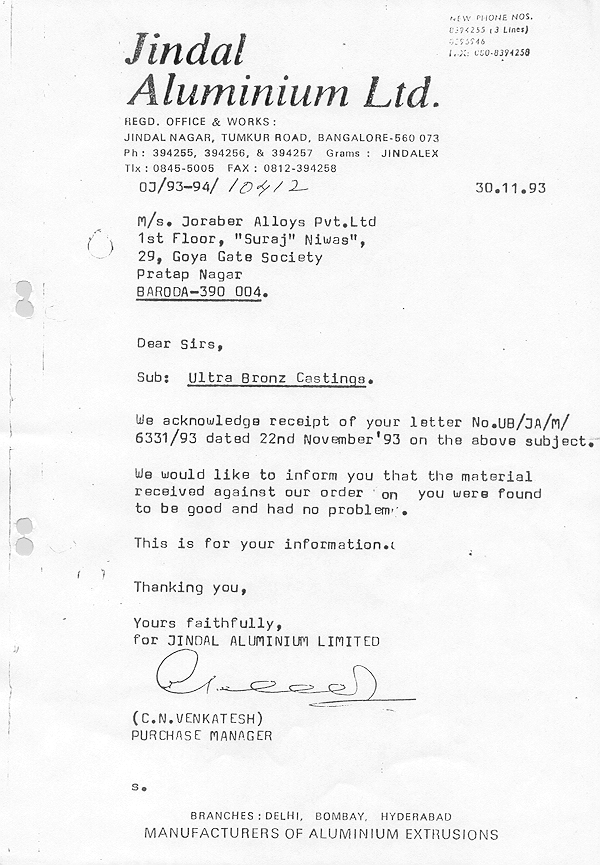 NEW PHONE NOS.
8394255 (3 Lines)
FAX: 080-8394258
Jindal
Aluminium Ltd.
REGD. OFFICE & WORKS :
JINDAL NAGAR, TUMKUR ROAD, BANGALORE-560 073
Ph : 394255, 394256, & 394257 Grams : JINDALEX
Tlx : 0845-5005 FAX : 0812-394258
OJ/93-94/ 10412
30.11.93
M/s. Joraber Alloys Pvt.Ltd
1st Floor, "Suraj" Niwas",
29, Goya Gate Society
Pratap Nagar
BARODA-390 004.
Dear Sirs,
Sub: Ultra Bronz Castings.
We acknowledge receipt of your letter No.UB/JA/M/
6331/93 dated 22nd November'93 on the above subject.
We would like to inform you that the material
received against our order on you were found
to be good and had no problem.
This is for your information.
Thanking you,
Yours faithfully,
for JINDAL ALUMINIUM LIMITED
(C.N.VENKATESH)
PURCHASE MANAGER
s.
BRANCHES : DELHI, BOMBAY, HYDERABAD
MANUFACTURERS OF ALUMINIUM EXTRUSIONS